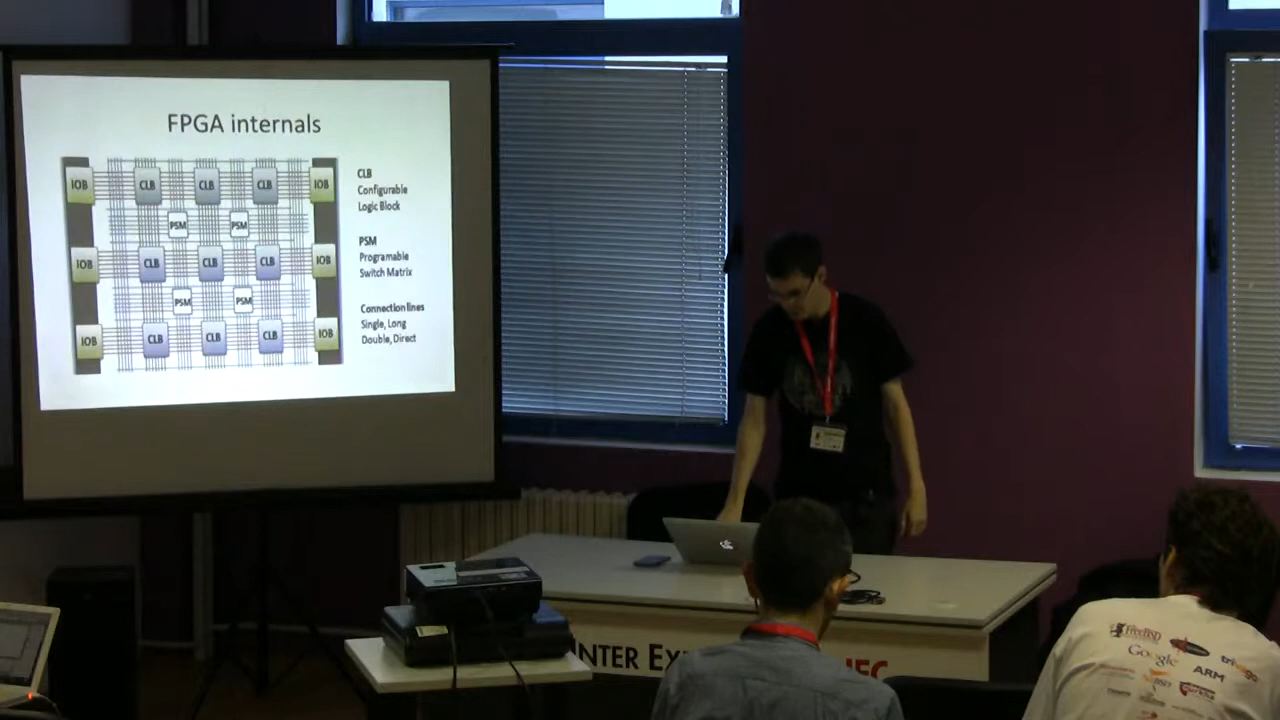 FPGA internals
IOB CLB CLB CLB IOB
PSM PSM
IOB CLB CLB CLB IOB
PSM PSM
IOB CLB CLB CLB IOB
CLB
Configurable
Logic Block
PSM
Programable
Switch Matrix
Connection lines
Single, Long
Double, Direct
INTER EX
FreeBSD
Google
ARM